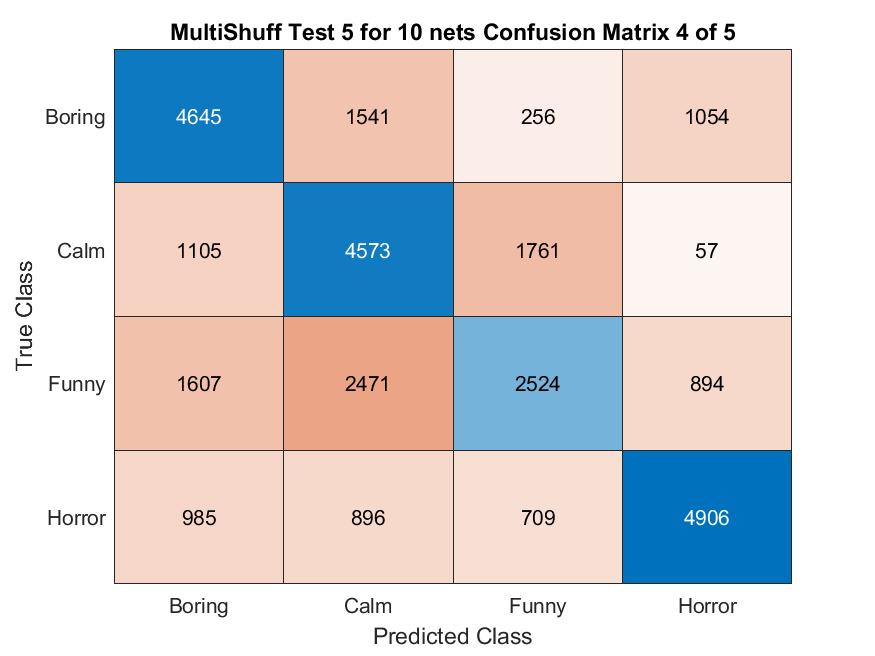 MultiShuff Test 5 for 10 nets Confusion Matrix 4 of 5
Boring 4645 1541 256 1054
Calm 1105 4573 1761 57
Funny 1607 2471 2524 894
Horror 985 896 709 4906
True Class
Boring Calm Funny Horror
Predicted Class